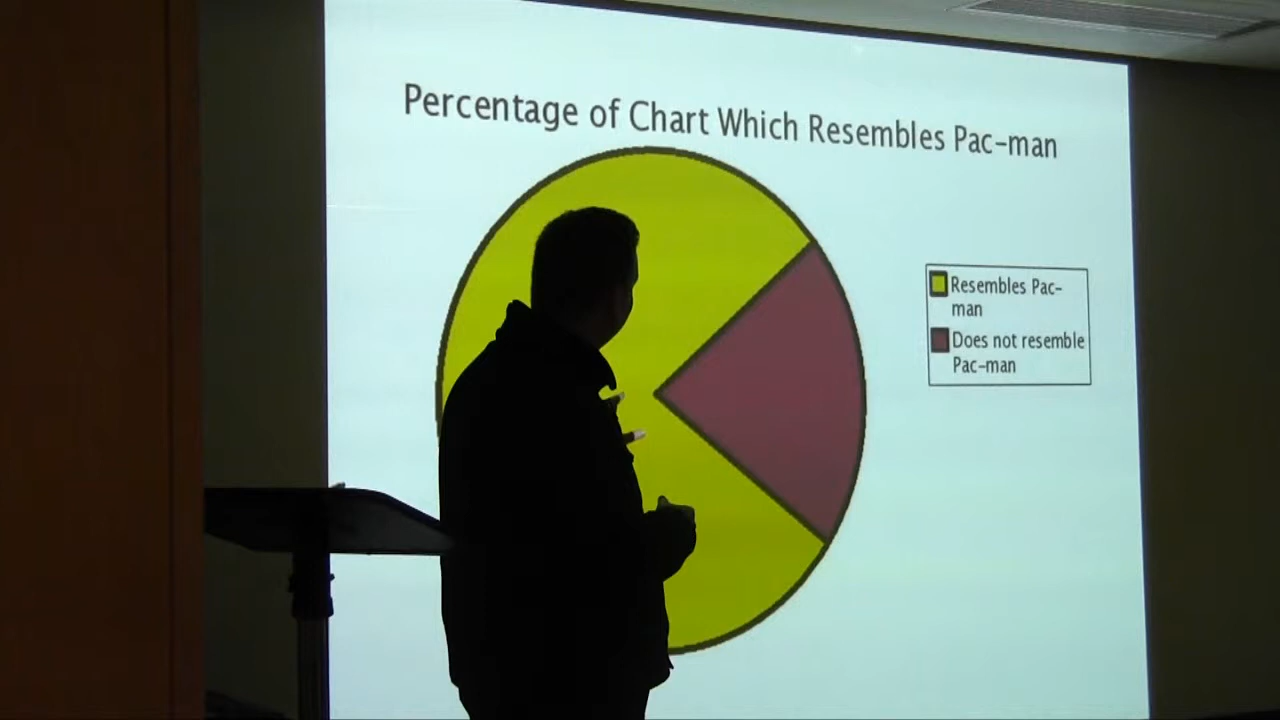 Percentage of Chart Which Resembles Pac-man
Resembles Pac-
man
Does not resemble
Pac-man